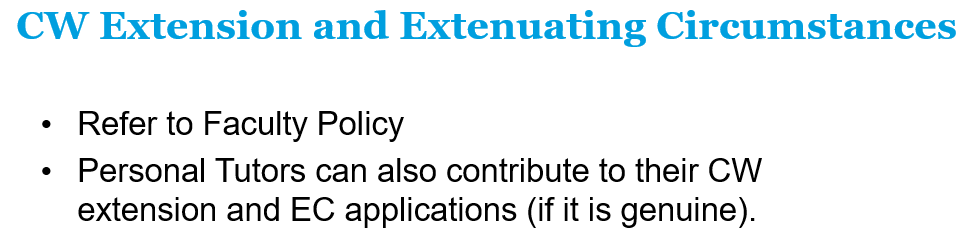 CW Extension and Extenuating Circumstances
• Refer to Faculty Policy
• Personal Tutors can also contribute to their CW
extension and EC applications (if it is genuine).